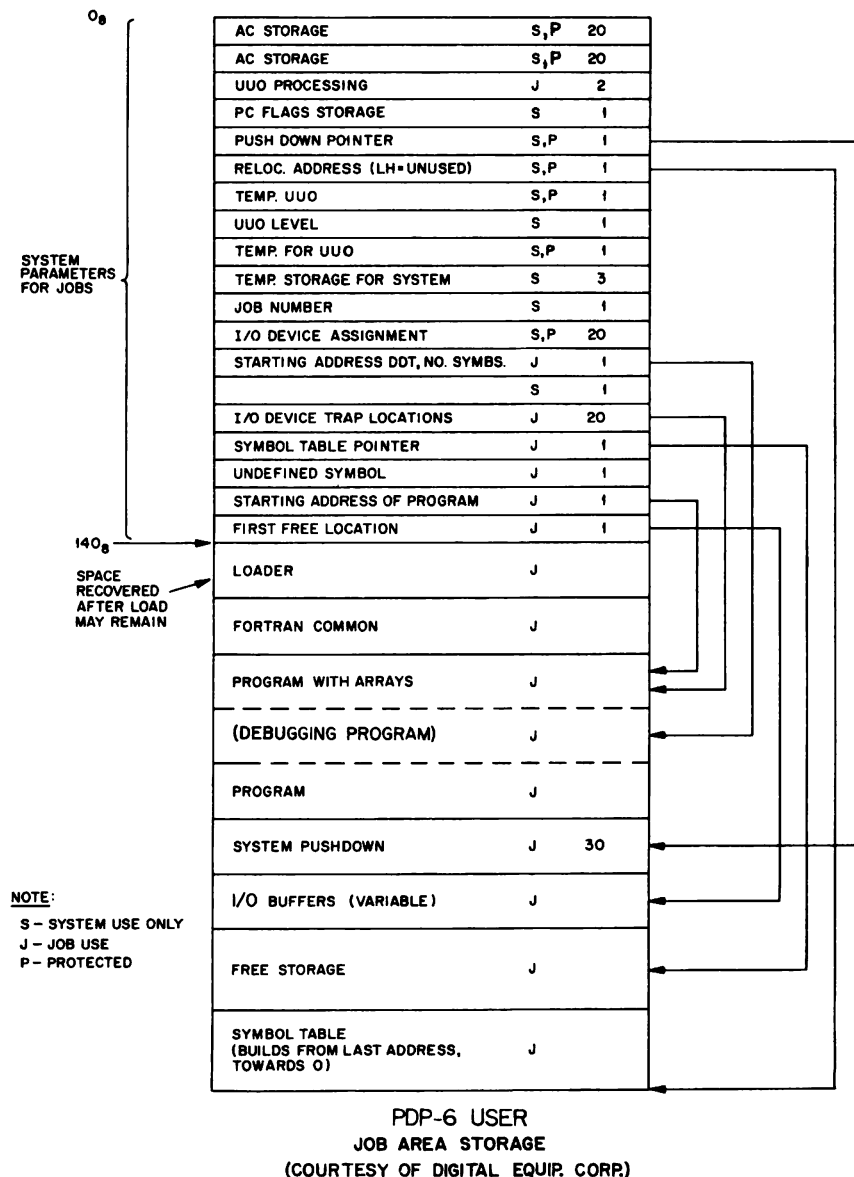 0₈
AC STORAGE S,P 20
AC STORAGE S,P 20
UUO PROCESSING J 2
PC FLAGS STORAGE S 1
PUSH DOWN POINTER S,P 1
RELOC. ADDRESS (LH=UNUSED) S,P 1
TEMP. UUO S,P 1
UUO LEVEL S 1
TEMP. FOR UUO S,P 1
TEMP. STORAGE FOR SYSTEM S 3
JOB NUMBER S 1
I/O DEVICE ASSIGNMENT S,P 20
STARTING ADDRESS DDT, NO. SYMBS. J 1
S 1
I/O DEVICE TRAP LOCATIONS J 20
SYMBOL TABLE POINTER J 1
UNDEFINED SYMBOL J 1
STARTING ADDRESS OF PROGRAM J 1
FIRST FREE LOCATION J 1
SYSTEM
PARAMETERS
FOR JOBS
140₈
SPACE
RECOVERED
AFTER LOAD
MAY REMAIN
LOADER J
FORTRAN COMMON J
PROGRAM WITH ARRAYS J
(DEBUGGING PROGRAM) J
PROGRAM J
SYSTEM PUSHDOWN J 30
I/O BUFFERS (VARIABLE) J
FREE STORAGE J
SYMBOL TABLE
(BUILDS FROM LAST ADDRESS, J
TOWARDS 0)
NOTE:
S – SYSTEM USE ONLY
J – JOB USE
P – PROTECTED
PDP-6 USER
JOB AREA STORAGE
(COURTESY OF DIGITAL EQUIP. CORP.)